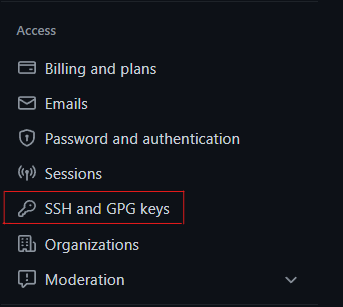 Access
Billing and plans
Emails
Password and authentication
Sessions
SSH and GPG keys
Organizations
Moderation